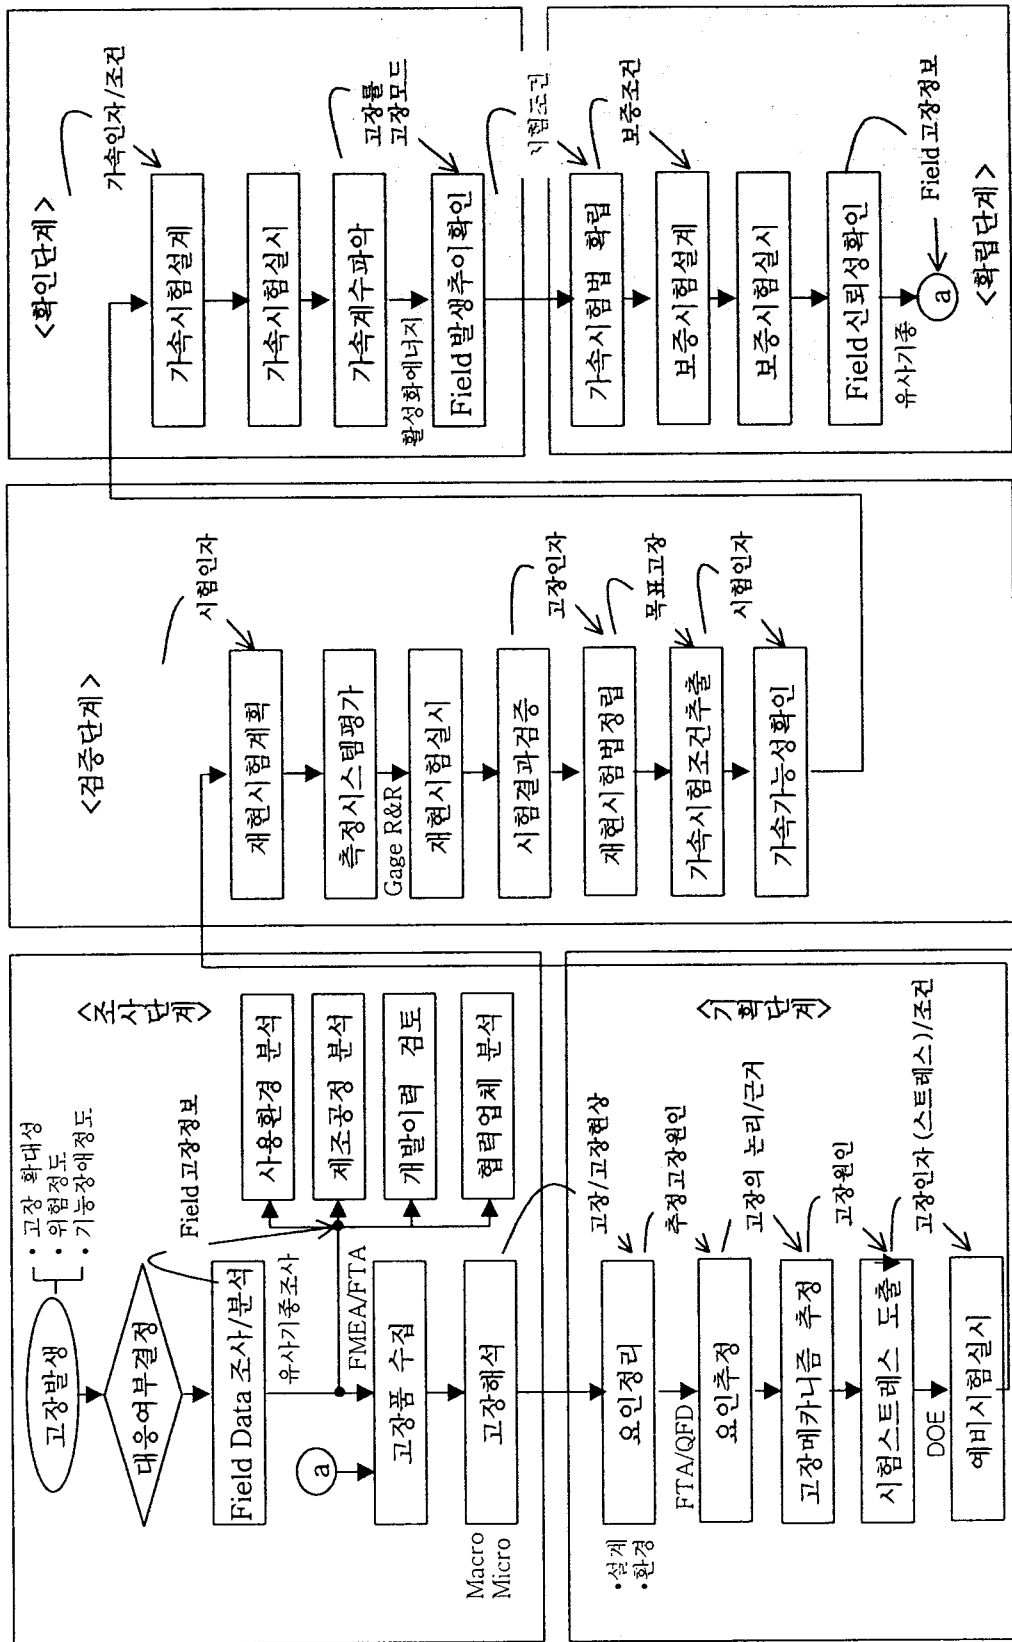 <조사단계>
고장발생
• 고장 확대성
• 위험정도
• 기능장애정도
대응여부결정
Field Data 조사/분석
Field 고장정보
유사기종조사
FMEA/FTA
사용환경 분석
제조공정 분석
개발이력 검토
협력업체 분석
a
고장품 수집
Macro
Micro
고장해석
고장/고장현상
<기획단계>
•설계
•환경
요인정리
추정고장원인
FTA/QFD
요인추정
고장의 논리/근거
고장메카니즘 추정
고장원인
시험스트레스 도출
고장인자(스트레스)/조건
DOE
예비시험실시
<검증단계>
시험인자
재현시험계획
측정시스템평가
Gage R&R
재현시험실시
시험결과검증
고장인자
재현시험법정립
목표고장
가속시험조건추출
시험인자
가속가능성확인
<확인단계>
가속인자/조건
가속시험설계
가속시험실시
가속계수파악
고장률
고장모드
활성화에너지
Field 발생추이확인
시험조건
<확립단계>
가속시험법 확립
보증조건
보증시험설계
보증시험실시
Field 신뢰성확인
유사기종
Field 고장정보
a